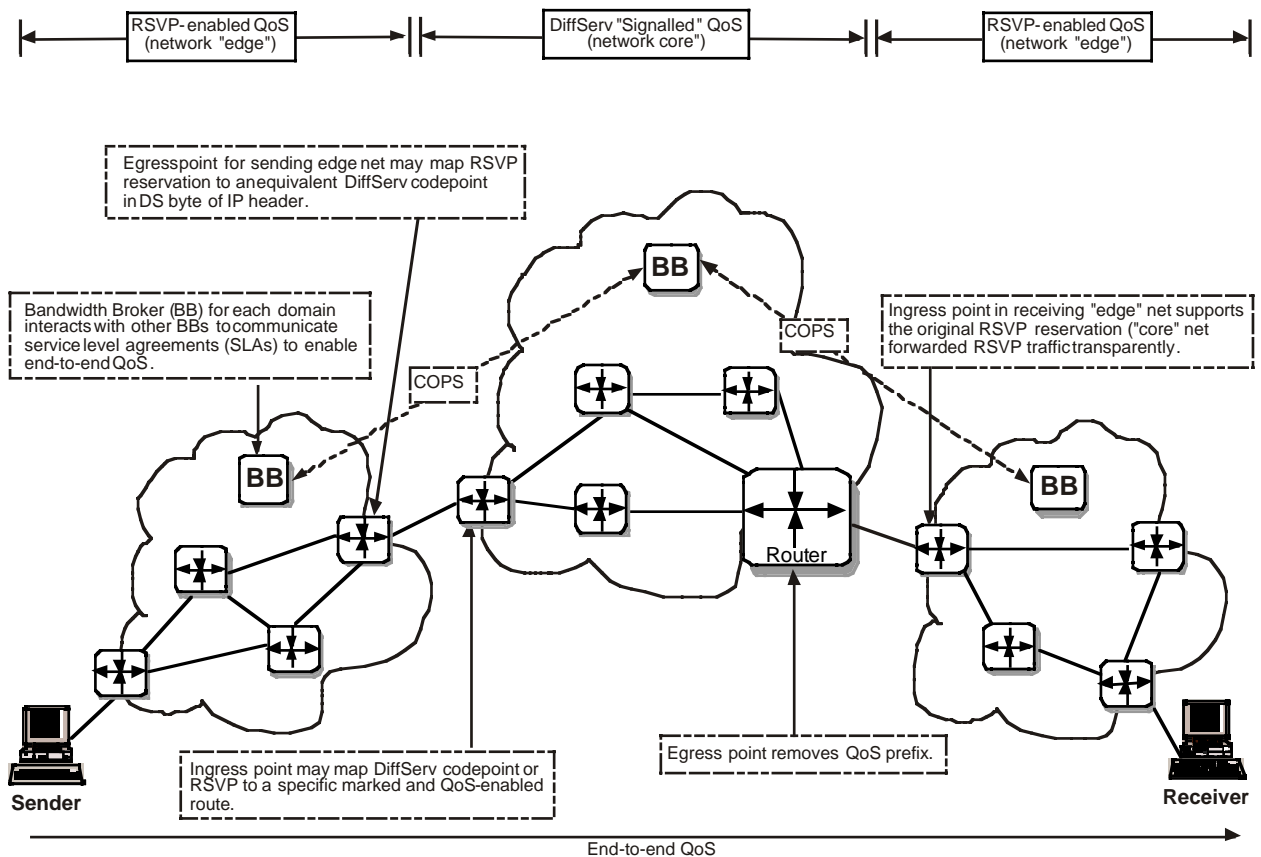 RSVP-enabled QoS
(network "edge")
DiffServ "Signalled" QoS
(network core")
RSVP-enabled QoS
(network "edge")
Egresspoint for sending edge net may map RSVP
reservation to anequivalent DiffServ codepoint
in DS byte of IP header.
BB
Bandwidth Broker (BB) for each domain
interacts with other BBs to communicate
service level agreements (SLAs) to enable
end-to-end QoS.
COPS
COPS
Ingress point in receiving "edge" net supports
the original RSVP reservation ("core" net
forwarded RSVP traffic transparently.
BB
BB
Router
Sender
Ingress point may map DiffServ codepoint or
RSVP to a specific marked and QoS-enabled
route.
Egress point removes QoS prefix.
Receiver
End-to-end QoS